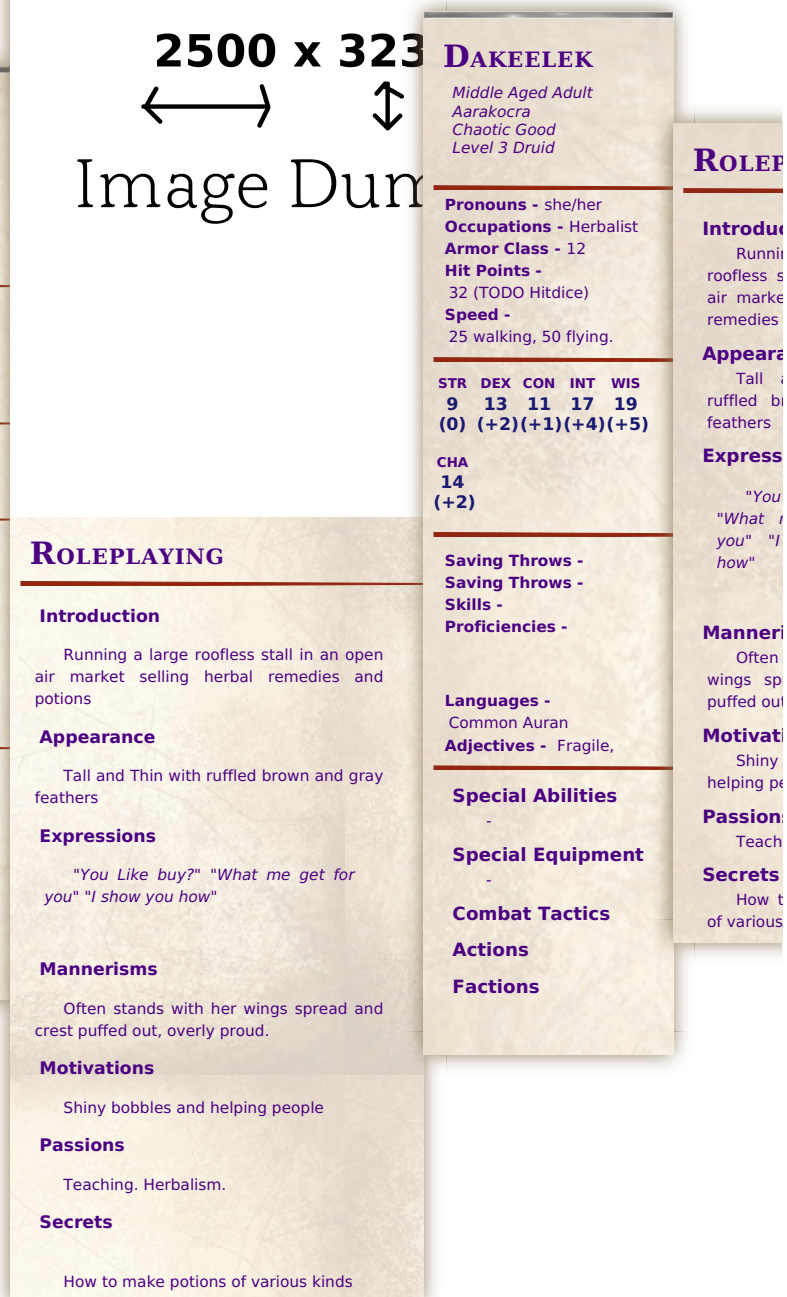 2500 x 323
Image Dum
ROLEPLAYING
Introduction
Running a large roofless stall in an open
air market selling herbal remedies and
potions
Appearance
Tall and Thin with ruffled brown and gray
feathers
Expressions
"You Like buy?" "What me get for
you" "I show you how"
Mannerisms
Often stands with her wings spread and
crest puffed out, overly proud.
Motivations
Shiny bobbles and helping people
Passions
Teaching. Herbalism.
Secrets
How to make potions of various kinds
DAKEELEK
Middle Aged Adult
Aarakocra
Chaotic Good
Level 3 Druid
Pronouns - she/her
Occupations - Herbalist
Armor Class - 12
Hit Points -
32 (TODO Hitdice)
Speed -
25 walking, 50 flying.
STR DEX CON INT WIS
9 13 11 17 19
(0) (+2) (+1) (+4) (+5)
CHA
14
(+2)
Saving Throws -
Saving Throws -
Skills -
Proficiencies -
Languages -
Common Auran
Adjectives - Fragile,
Special Abilities
-
Special Equipment
-
Combat Tactics
Actions
Factions
ROLEP
Introduc
Runnin
roofless s
air marke
remedies
Appeara
Tall a
ruffled br
feathers
Express
"You
"What m
you" "I
how"
Manneri
Often
wings spr
puffed out
Motivati
Shiny
helping pe
Passions
Teach
Secrets
How t
of various